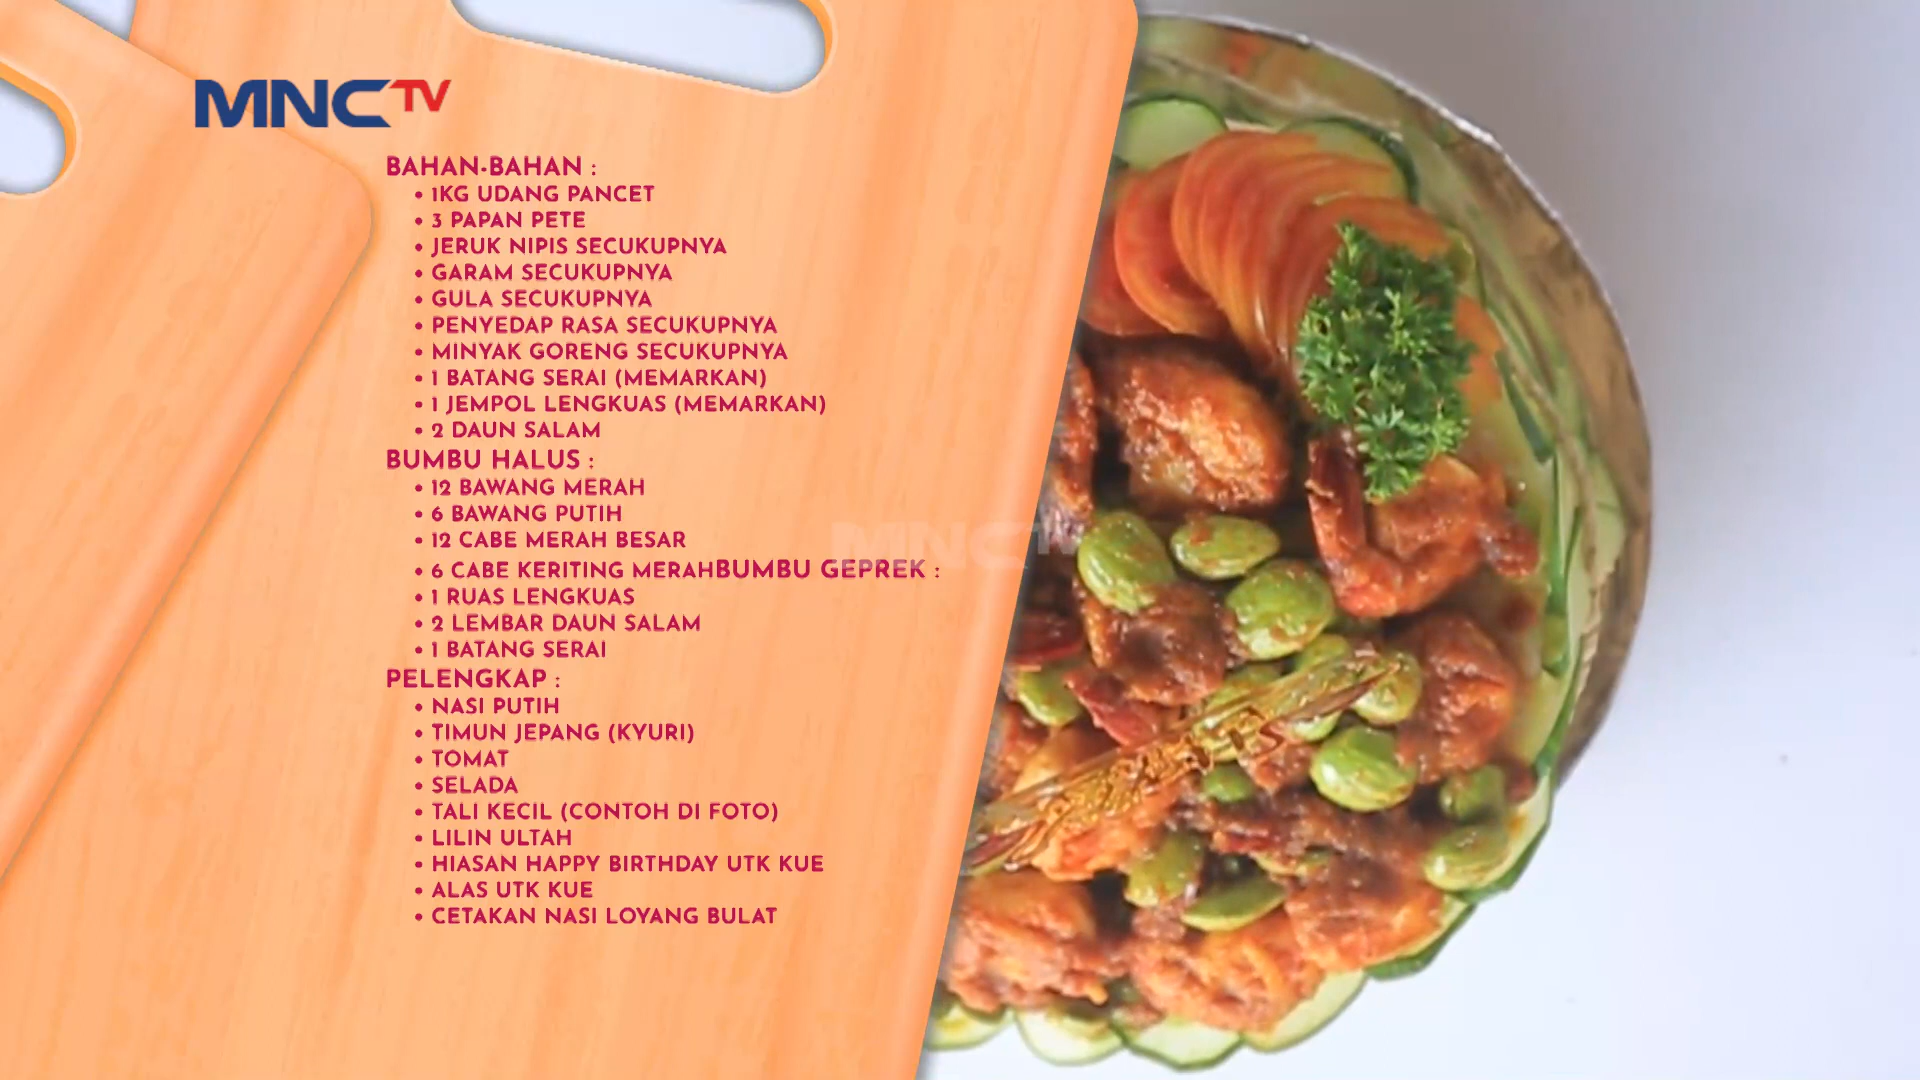 MNCTV
BAHAN-BAHAN :
• 1KG UDANG PANCET
• 3 PAPAN PETE
• JERUK NIPIS SECUKUPNYA
• GARAM SECUKUPNYA
• GULA SECUKUPNYA
• PENYEDAP RASA SECUKUPNYA
• MINYAK GORENG SECUKUPNYA
• 1 BATANG SERAI (MEMARKAN)
• 1 JEMPOL LENGKUAS (MEMARKAN)
• 2 DAUN SALAM
BUMBU HALUS :
• 12 BAWANG MERAH
• 6 BAWANG PUTIH
• 12 CABE MERAH BESAR
MNCTV
• 6 CABE KERITING MERAHBUMBU GEPREK :
• 1 RUAS LENGKUAS
• 2 LEMBAR DAUN SALAM
• 1 BATANG SERAI
PELENGKAP :
• NASI PUTIH
• TIMUN JEPANG (KYURI)
• TOMAT
• SELADA
• TALI KECIL (CONTOH DI FOTO)
• LILIN ULTAH
• HIASAN HAPPY BIRTHDAY UTK KUE
• ALAS UTK KUE
• CETAKAN NASI LOYANG BULAT